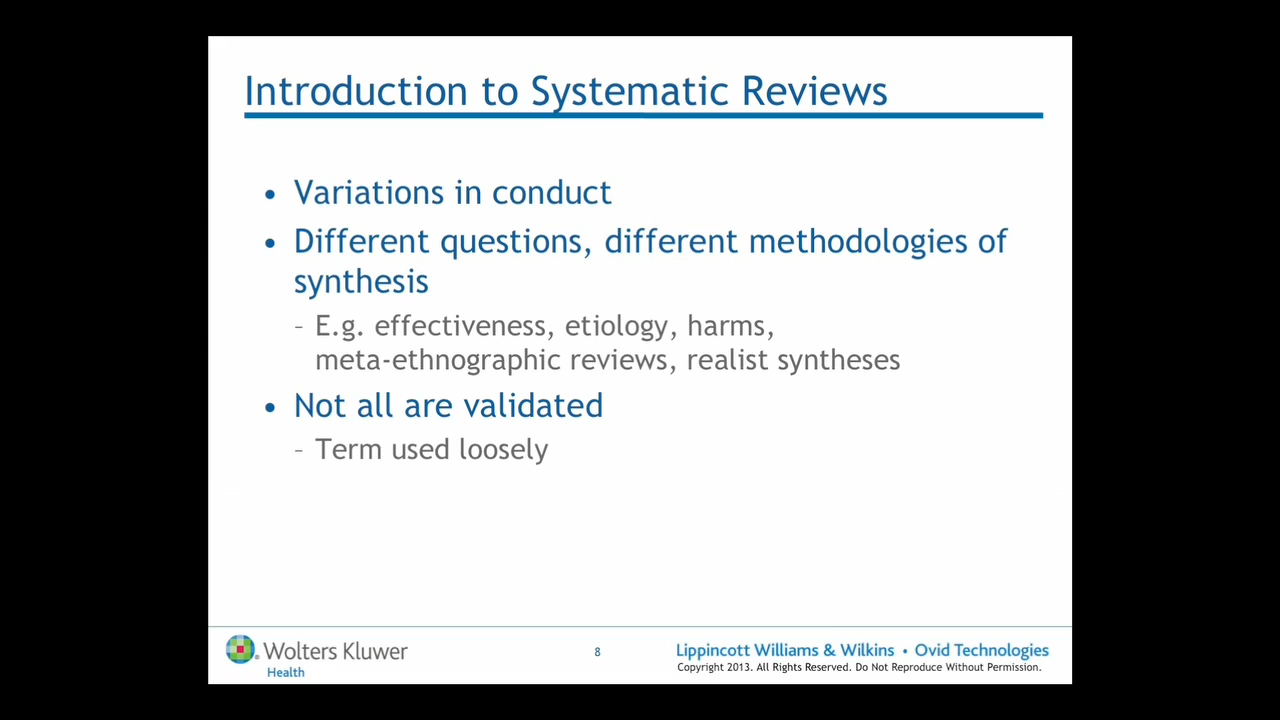 Introduction to Systematic Reviews
• Variations in conduct
• Different questions, different methodologies of
synthesis
– E.g. effectiveness, etiology, harms,
meta-ethnographic reviews, realist syntheses
• Not all are validated
– Term used loosely
Wolters Kluwer
Health
8
Lippincott Williams & Wilkins • Ovid Technologies
Copyright 2013. All Rights Reserved. Do Not Reproduce Without Permission.